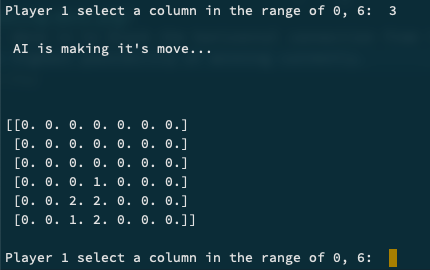 Player 1 select a column in the range of 0, 6:  3
AI is making it's move...
[[0. 0. 0. 0. 0. 0. 0.]
 [0. 0. 0. 0. 0. 0. 0.]
 [0. 0. 0. 0. 0. 0. 0.]
 [0. 0. 0. 1. 0. 0. 0.]
 [0. 0. 2. 2. 0. 0. 0.]
 [0. 0. 1. 2. 0. 0. 0.]]
Player 1 select a column in the range of 0, 6: